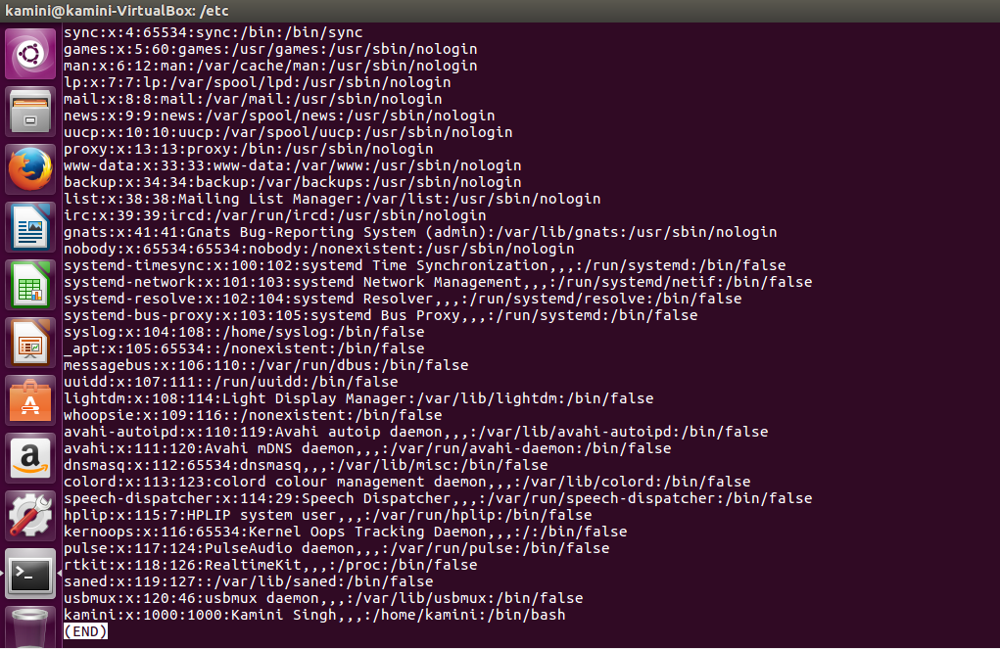 kamini@kamini-VirtualBox: /etc
sync:x:4:65534:sync:/bin:/bin/sync
games:x:5:60:games:/usr/games:/usr/sbin/nologin
man:x:6:12:man:/var/cache/man:/usr/sbin/nologin
lp:x:7:7:lp:/var/spool/lpd:/usr/sbin/nologin
mail:x:8:8:mail:/var/mail:/usr/sbin/nologin
news:x:9:9:news:/var/spool/news:/usr/sbin/nologin
uucp:x:10:10:uucp:/var/spool/uucp:/usr/sbin/nologin
proxy:x:13:13:proxy:/bin:/usr/sbin/nologin
www-data:x:33:33:www-data:/var/www:/usr/sbin/nologin
backup:x:34:34:backup:/var/backups:/usr/sbin/nologin
list:x:38:38:Mailing List Manager:/var/list:/usr/sbin/nologin
irc:x:39:39:ircd:/var/run/ircd:/usr/sbin/nologin
gnats:x:41:41:Gnats Bug-Reporting System (admin):/var/lib/gnats:/usr/sbin/nologin
nobody:x:65534:65534:nobody:/nonexistent:/usr/sbin/nologin
systemd-timesync:x:100:102:systemd Time Synchronization,,,:/run/systemd:/bin/false
systemd-network:x:101:103:systemd Network Management,,,:/run/systemd/netif:/bin/false
systemd-resolve:x:102:104:systemd Resolver,,,:/run/systemd/resolve:/bin/false
systemd-bus-proxy:x:103:105:systemd Bus Proxy,,,:/run/systemd:/bin/false
syslog:x:104:108::/home/syslog:/bin/false
_apt:x:105:65534::/nonexistent:/bin/false
messagebus:x:106:110::/var/run/dbus:/bin/false
uuidd:x:107:111::/run/uuidd:/bin/false
lightdm:x:108:114:Light Display Manager:/var/lib/lightdm:/bin/false
whoopsie:x:109:116::/nonexistent:/bin/false
avahi-autoipd:x:110:119:Avahi autoip daemon,,,:/var/lib/avahi-autoipd:/bin/false
avahi:x:111:120:Avahi mDNS daemon,,,:/var/run/avahi-daemon:/bin/false
dnsmasq:x:112:65534:dnsmasq,,,:/var/lib/misc:/bin/false
colord:x:113:123:colord colour management daemon,,,:/var/lib/colord:/bin/false
speech-dispatcher:x:114:29:Speech Dispatcher,,,:/var/run/speech-dispatcher:/bin/false
hplip:x:115:7:HPLIP system user,,,:/var/run/hplip:/bin/false
kernoops:x:116:65534:Kernel Oops Tracking Daemon,,,:/:/bin/false
pulse:x:117:124:PulseAudio daemon,,,:/var/run/pulse:/bin/false
rtkit:x:118:126:RealtimeKit,,,:/proc:/bin/false
saned:x:119:127::/var/lib/saned:/bin/false
usbmux:x:120:46:usbmux daemon,,,:/var/lib/usbmux:/bin/false
kamini:x:1000:1000:Kamini Singh,,,:/home/kamini:/bin/bash
(END)